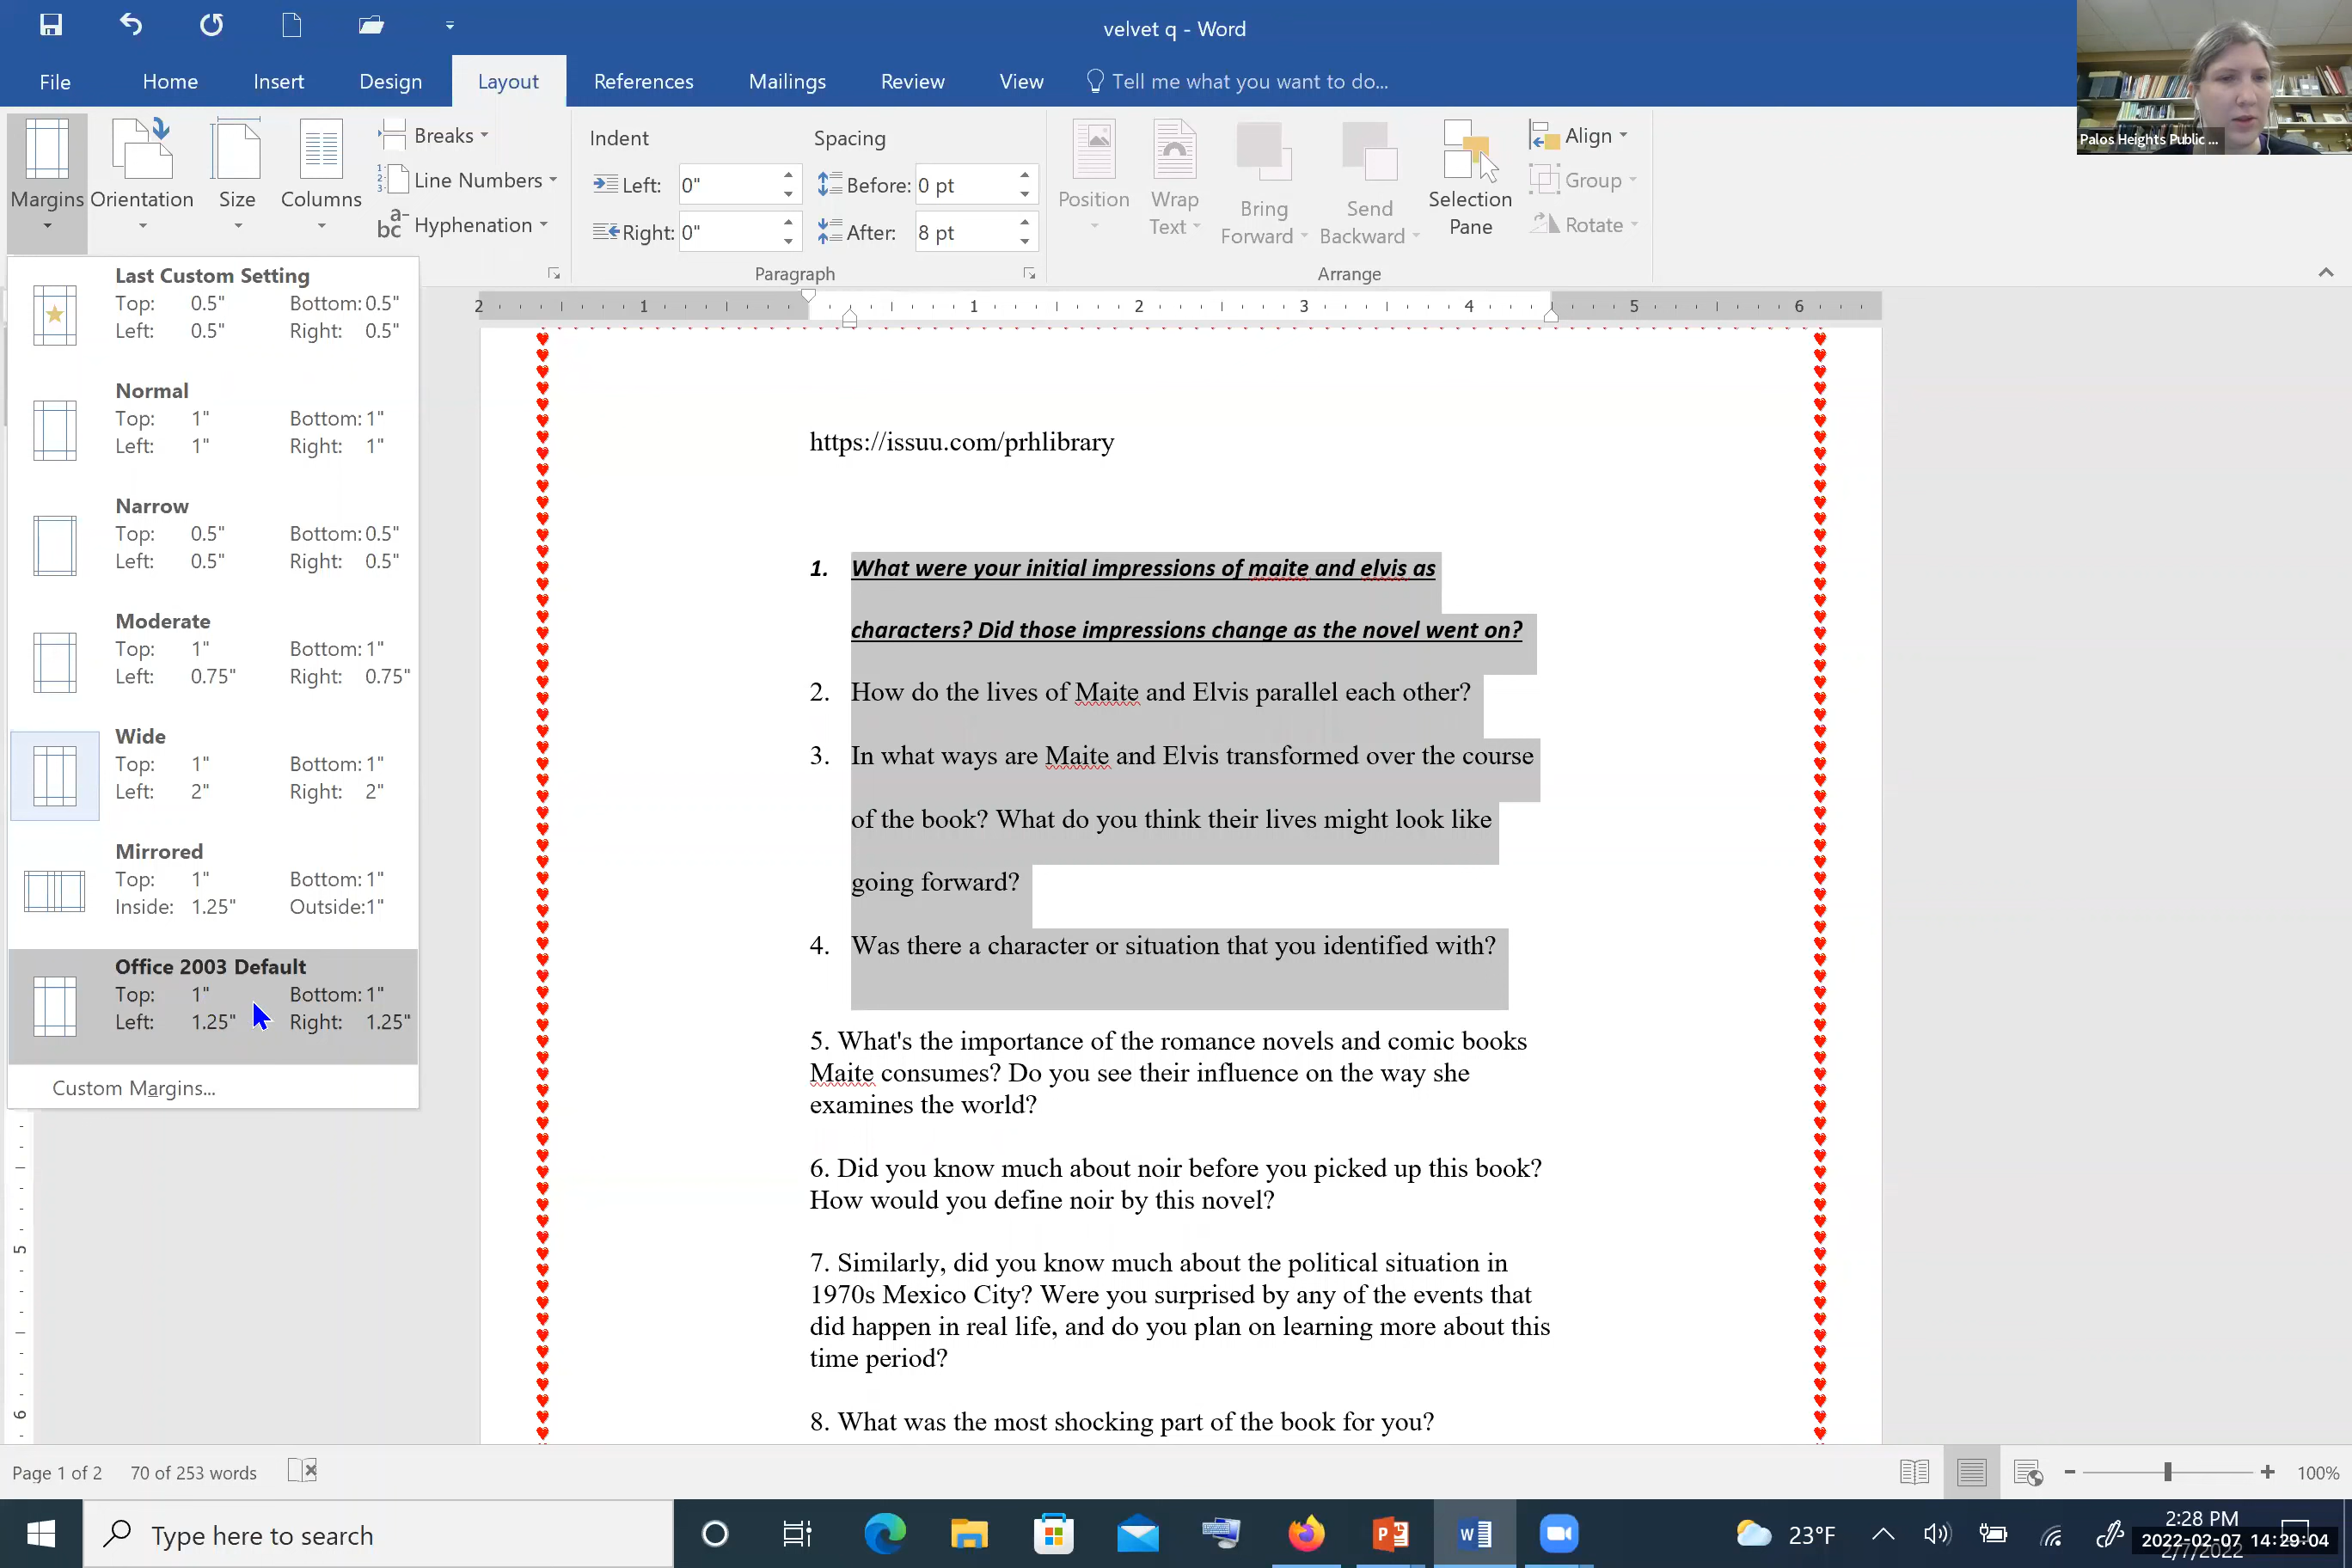 velvet q - Word
File
Home
Insert
Design
Layout
References
Mailings
Review
View
Tell me what you want to do...
Palos Heights Public ...
Margins
Orientation
Size
Columns
Breaks
Line Numbers
Hyphenation
Indent
Left: 0"
Right: 0"
Spacing
Before: 0 pt
After: 8 pt
Paragraph
Position
Wrap
Text
Bring
Forward
Send
Backward
Selection
Pane
Align
Group
Rotate
Arrange
Last Custom Setting
Top: 0.5" Bottom: 0.5"
Left: 0.5" Right: 0.5"
Normal
Top: 1" Bottom: 1"
Left: 1" Right: 1"
Narrow
Top: 0.5" Bottom: 0.5"
Left: 0.5" Right: 0.5"
Moderate
Top: 1" Bottom: 1"
Left: 0.75" Right: 0.75"
Wide
Top: 1" Bottom: 1"
Left: 2" Right: 2"
Mirrored
Top: 1" Bottom: 1"
Inside: 1.25" Outside: 1"
Office 2003 Default
Top: 1" Bottom: 1"
Left: 1.25" Right: 1.25"
Custom Margins...
2 1 1 2 3 4 5 6
5
6
https://issuu.com/prhlibrary
1. What were your initial impressions of maite and elvis as
characters? Did those impressions change as the novel went on?
2. How do the lives of Maite and Elvis parallel each other?
3. In what ways are Maite and Elvis transformed over the course
of the book? What do you think their lives might look like
going forward?
4. Was there a character or situation that you identified with?
5. What's the importance of the romance novels and comic books
Maite consumes? Do you see their influence on the way she
examines the world?
6. Did you know much about noir before you picked up this book?
How would you define noir by this novel?
7. Similarly, did you know much about the political situation in
1970s Mexico City? Were you surprised by any of the events that
did happen in real life, and do you plan on learning more about this
time period?
8. What was the most shocking part of the book for you?
Page 1 of 2
70 of 253 words
100%
Type here to search
23°F
2:28 PM
2022-02-07 14:29:04
2/7/2022